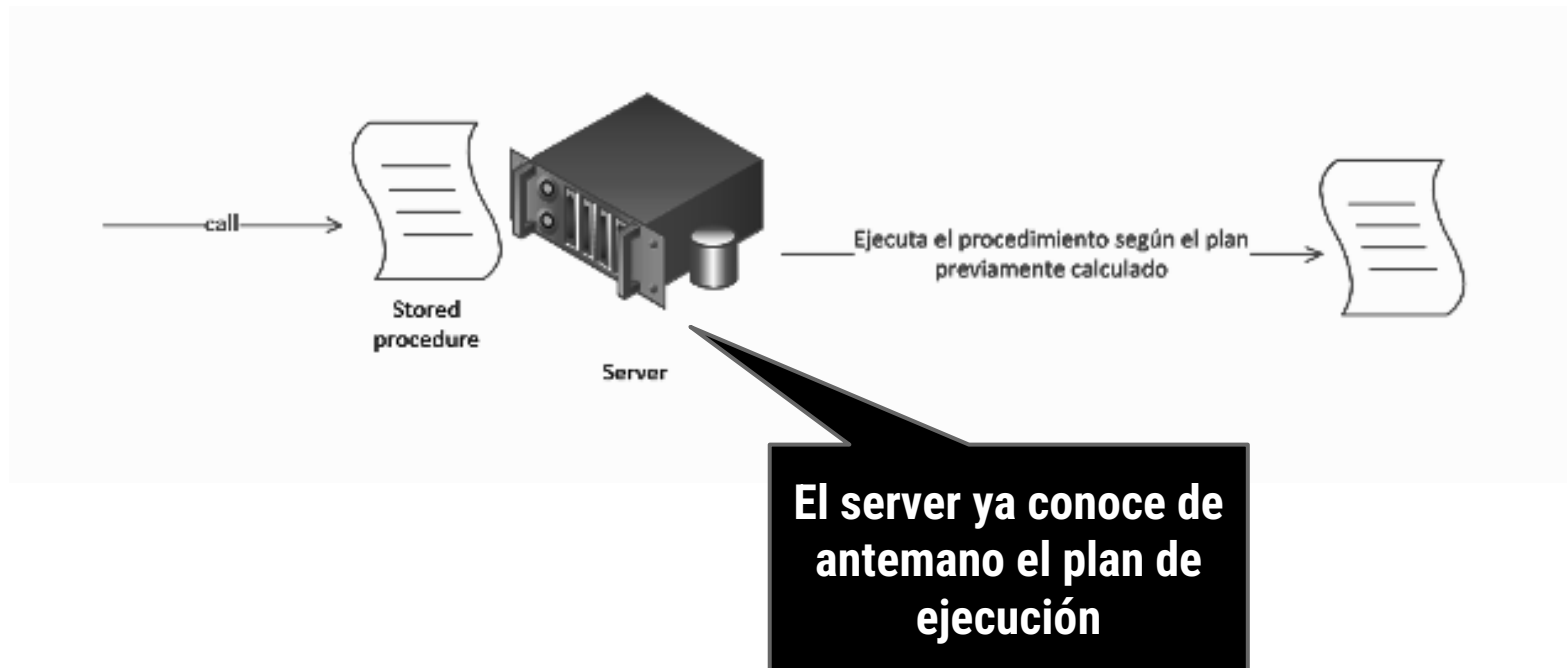 call
Stored
procedure
Server
Ejecuta el procedimiento según el plan
previamente calculado
El server ya conoce de
antemano el plan de
ejecución